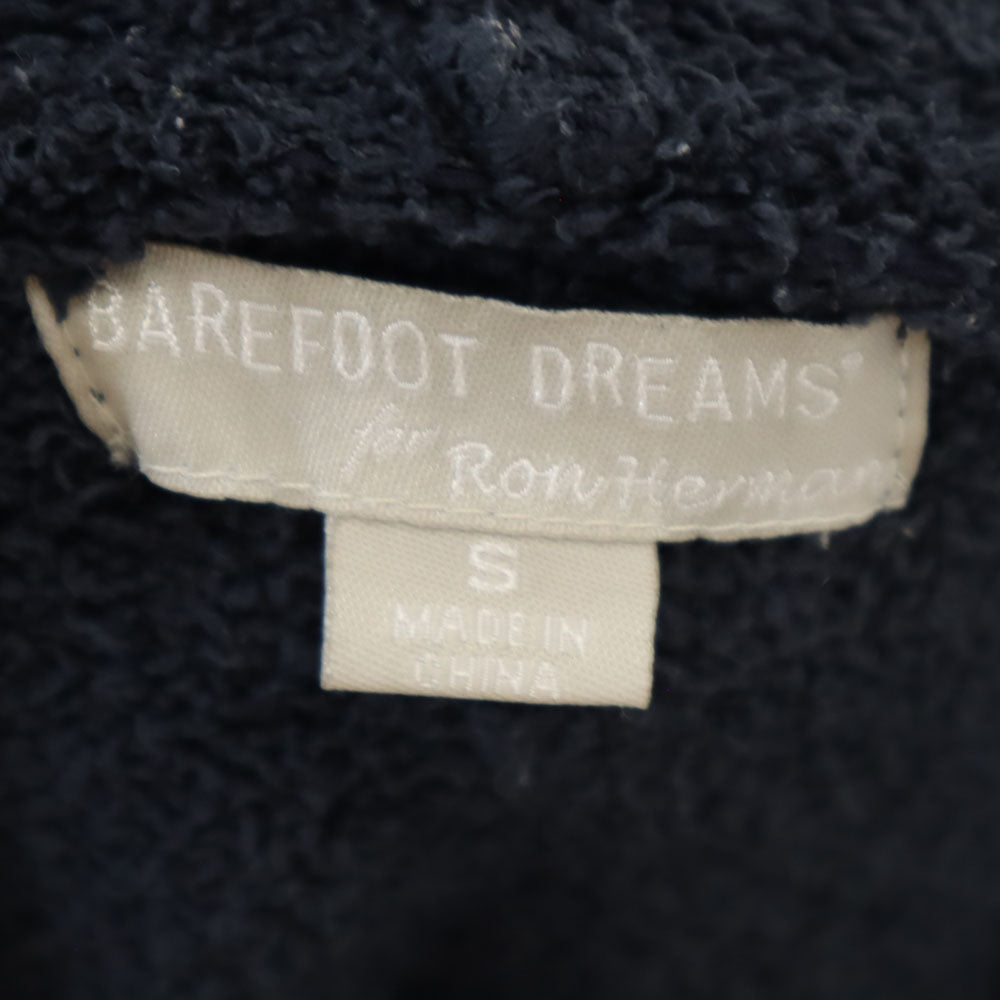 BAREFOOT DREAMS®
for Ron Herman
S
MADE IN
CHINA